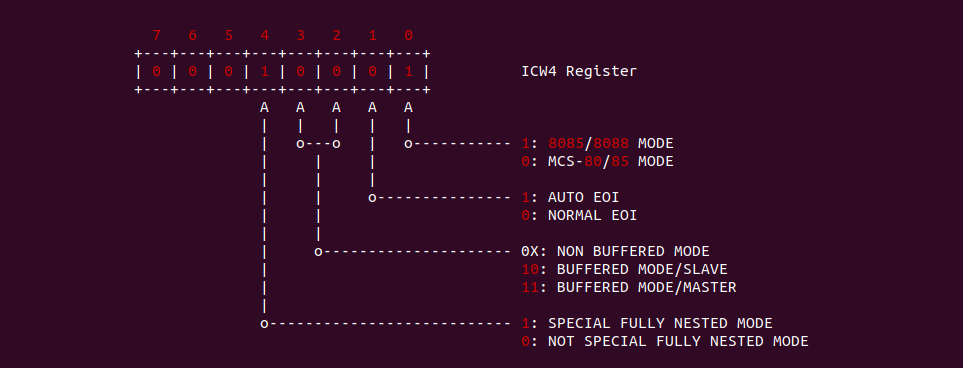 7 6 5 4 3 2 1 0
+---+---+---+---+---+---+---+---+
| 0 | 0 | 0 | 1 | 0 | 0 | 0 | 1 | ICW4 Register
+---+---+---+---+---+---+---+---+
A A A A A
| | | | |
| o---o | o----------- 1: 8085/8088 MODE
| | | 0: MCS-80/85 MODE
| | |
| | o--------------- 1: AUTO EOI
| | 0: NORMAL EOI
| |
| o--------------------- 0X: NON BUFFERED MODE
| 10: BUFFERED MODE/SLAVE
| 11: BUFFERED MODE/MASTER
|
o--------------------------- 1: SPECIAL FULLY NESTED MODE
0: NOT SPECIAL FULLY NESTED MODE